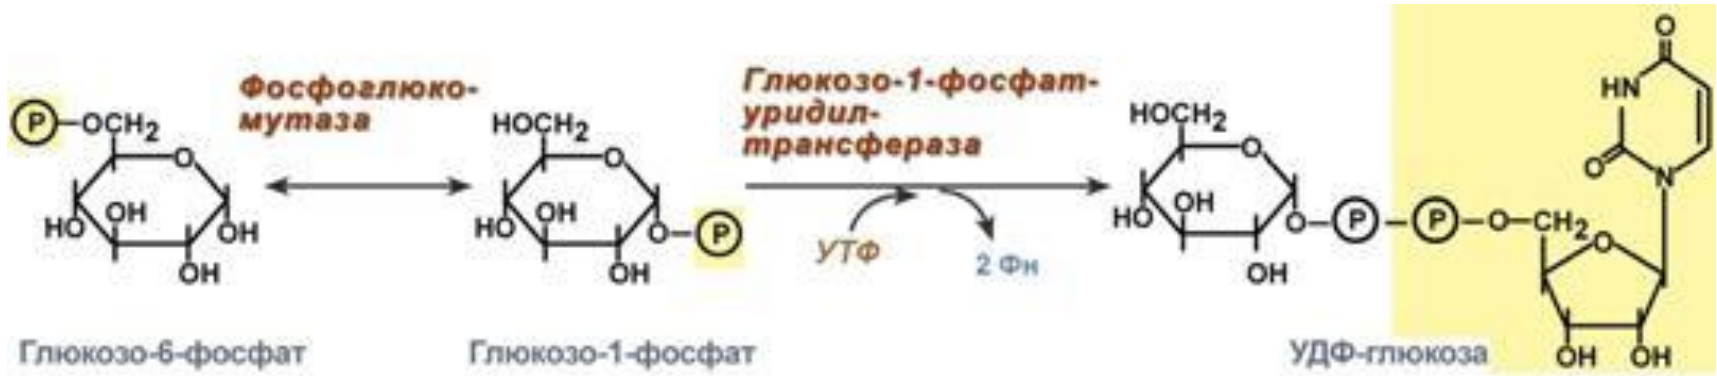 Фосфоглюко-
мутаза
Глюкозо-1-фосфат-
уридил-
трансфераза
P–OCH2
O
HO
OH
OH
OH
HOCH2
O
HO
OH
O–P
OH
УТФ
2 Фн
HOCH2
O
HO
OH
O–P–P–O–CH2
OH
O
HN
O
N
O
OH
OH
Глюкозо-6-фосфат
Глюкозо-1-фосфат
УДФ-глюкоза